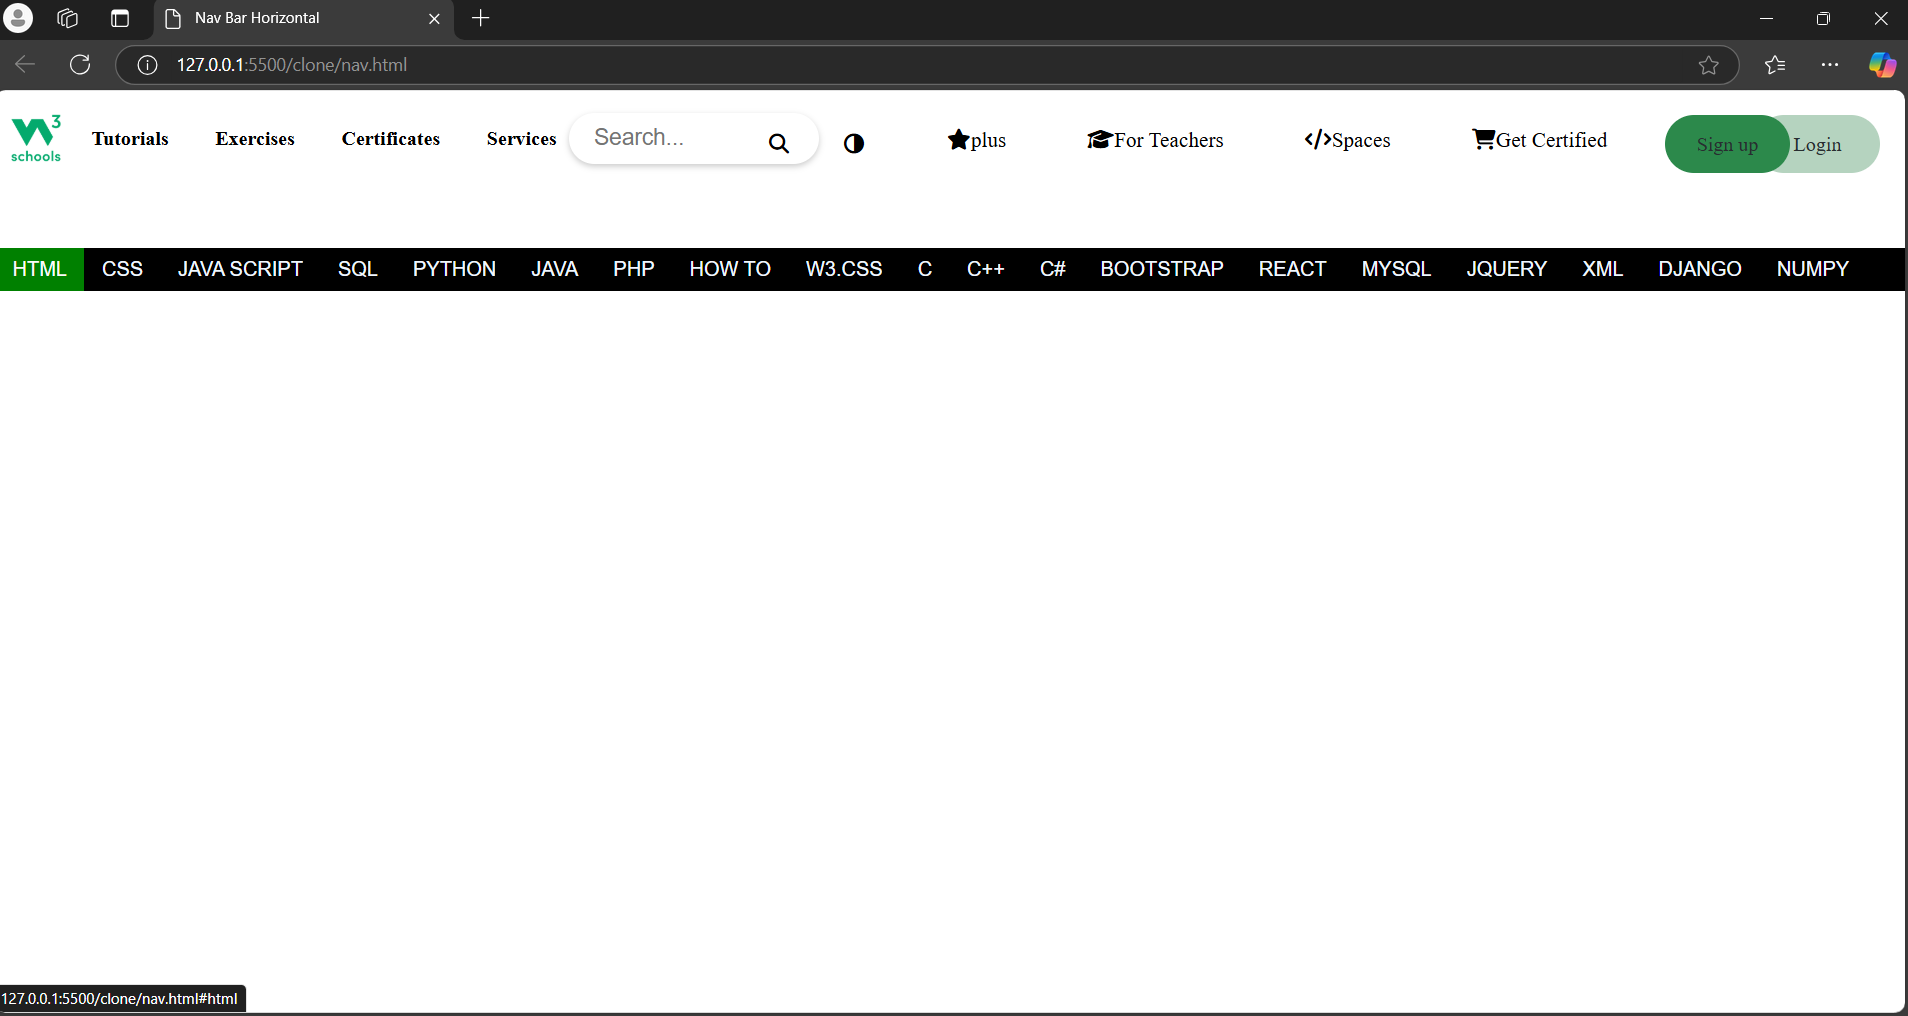 Nav Bar Horizontal
127.0.0.1:5500/clone/nav.html
W3 schools Tutorials Exercises Certificates Services Search... plus For Teachers </>Spaces Get Certified Sign up Login
HTML CSS JAVA SCRIPT SQL PYTHON JAVA PHP HOW TO W3.CSS C C++ C# BOOTSTRAP REACT MYSQL JQUERY XML DJANGO NUMPY
127.0.0.1:5500/clone/nav.html#html